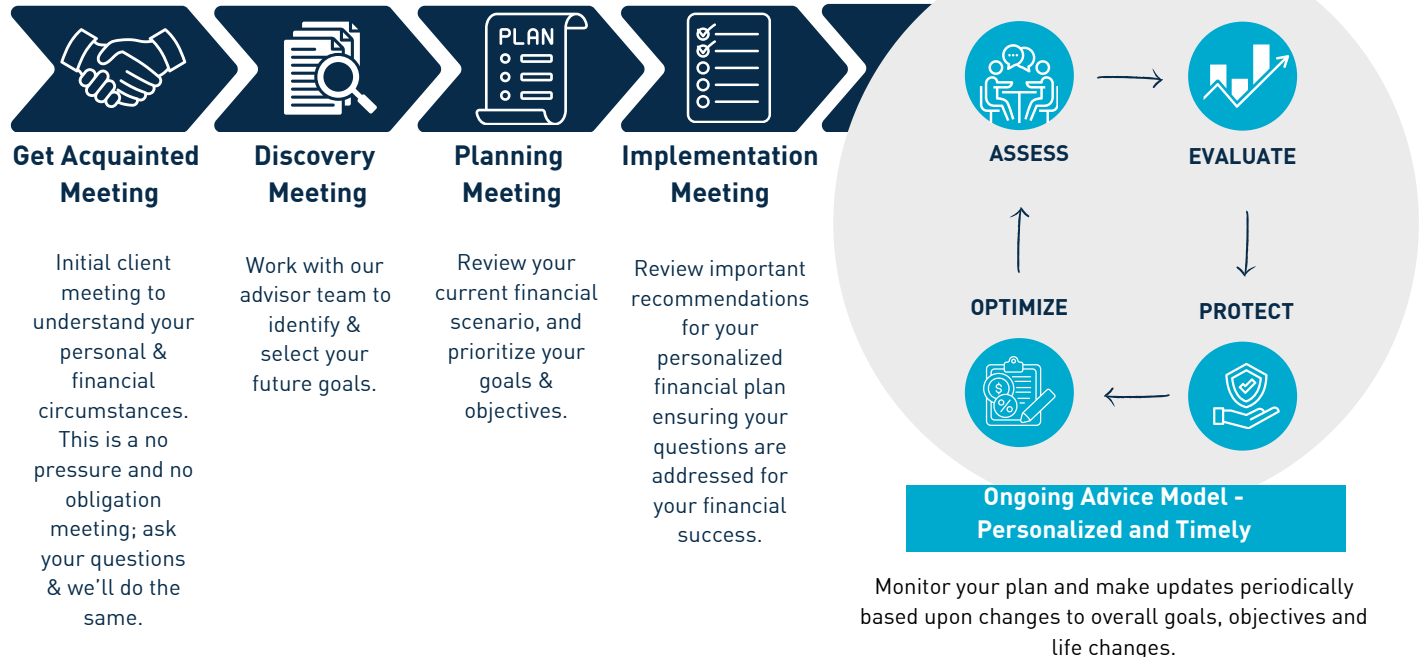 PLAN
Get Acquainted
Meeting
Initial client
meeting to
understand your
personal &
financial
circumstances.
This is a no
pressure and no
obligation
meeting; ask
your questions
& we'll do the
same.
Discovery
Meeting
Work with our
advisor team to
identify &
select your
future goals.
Planning
Meeting
Review your
current financial
scenario, and
prioritize your
goals &
objectives.
Implementation
Meeting
Review important
recommendations
for your
personalized
financial plan
ensuring your
questions are
addressed for
your financial
success.
ASSESS
EVALUATE
PROTECT
OPTIMIZE
$
%
Ongoing Advice Model -
Personalized and Timely
Monitor your plan and make updates periodically
based upon changes to overall goals, objectives and
life changes.